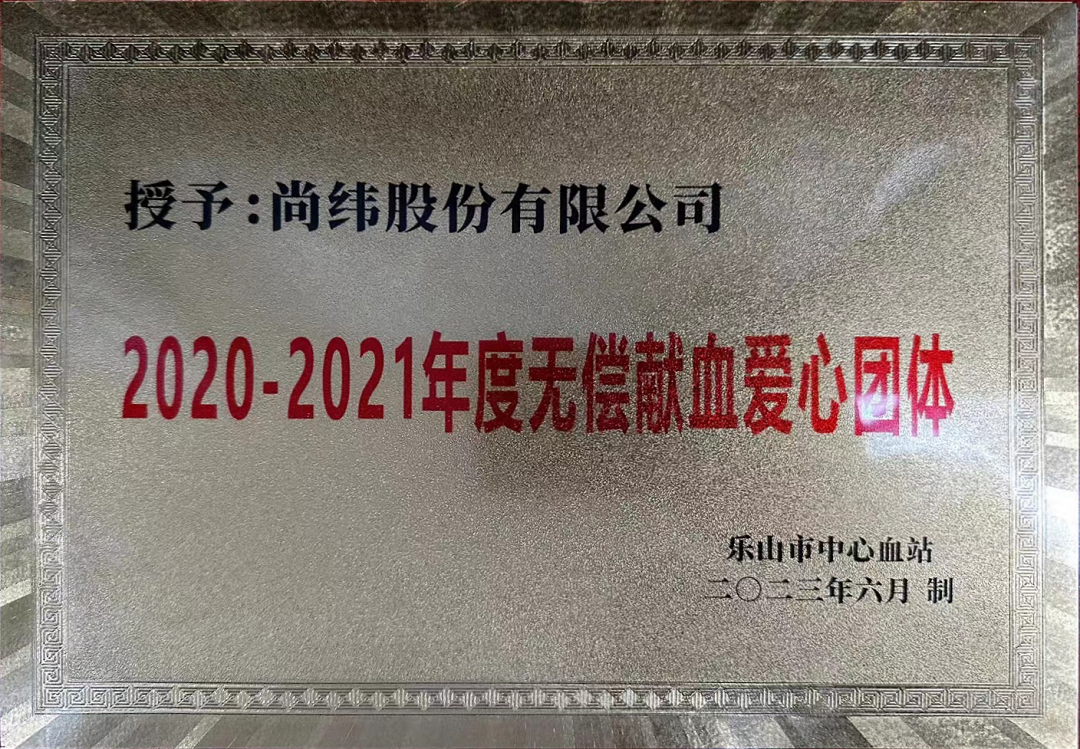 授予:尚纬股份有限公司
2020-2021年度无偿献血爱心团体
乐山市中心血站
二〇二三年六月 制